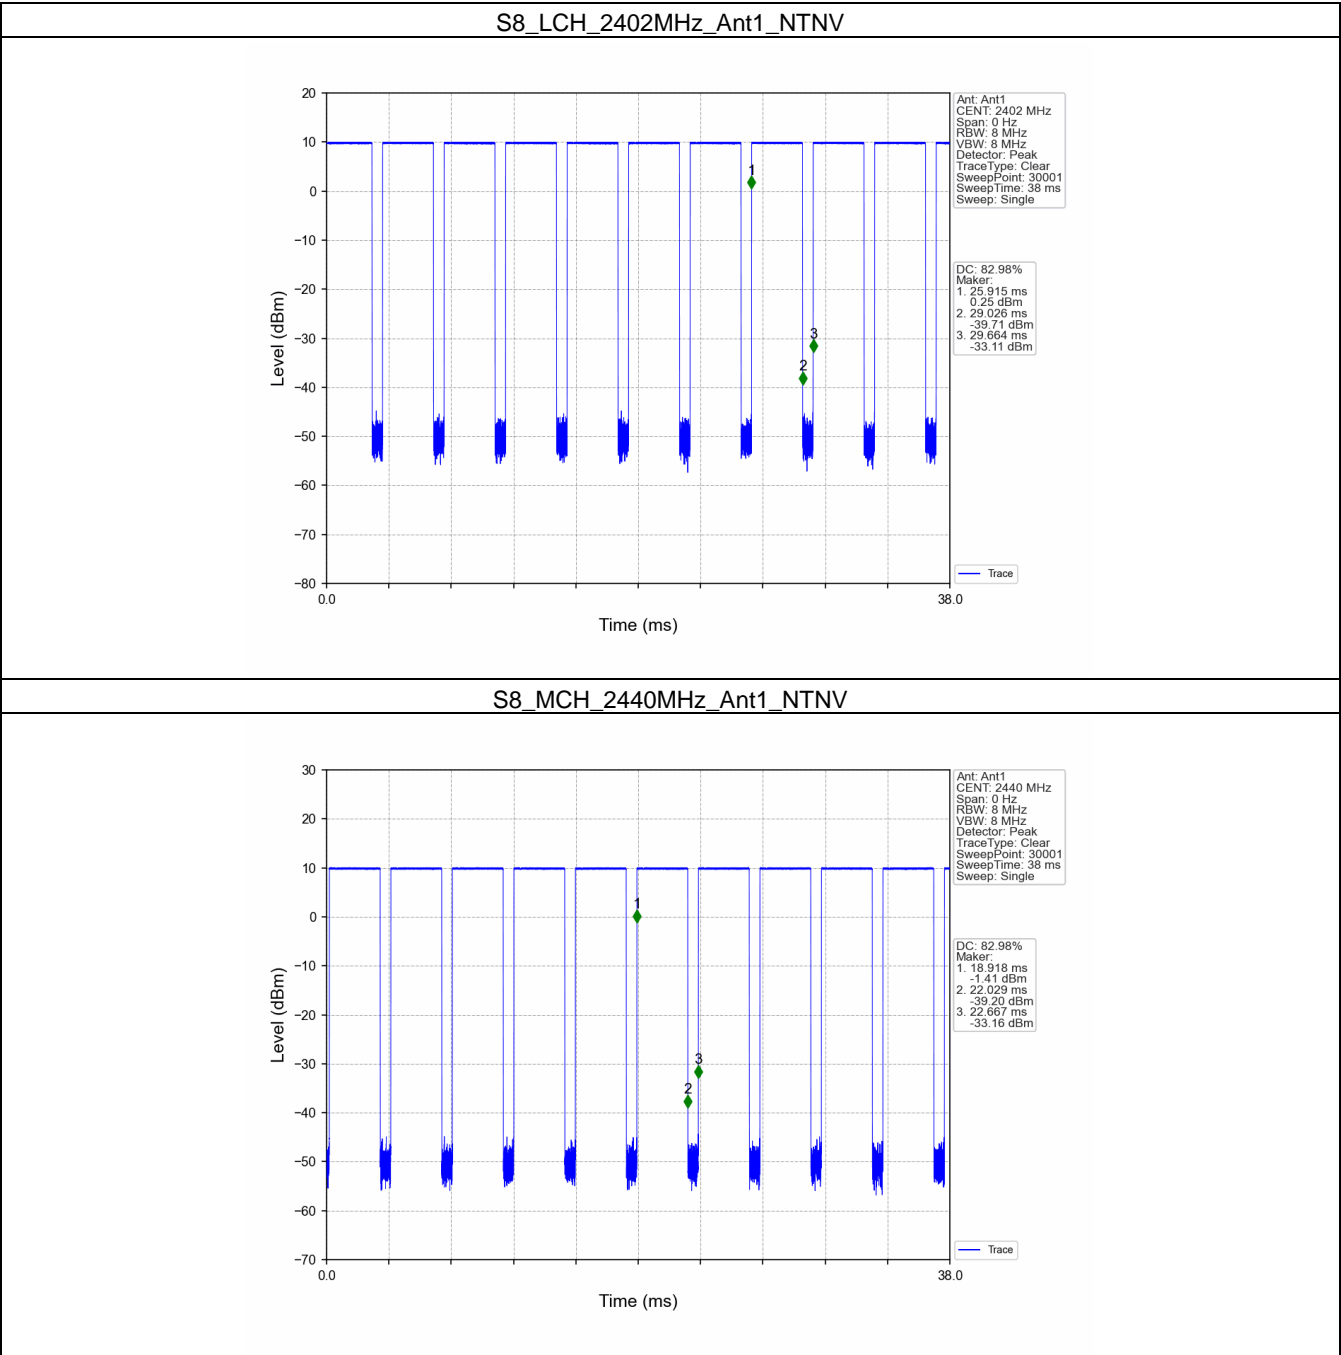 S8_LCH_2402MHz_Ant1_NTNV
20
10
0
−10
−20
−30
−40
−50
−60
−70
−80
Level (dBm)
0.0
38.0
Time (ms)
1
2
3
Ant: Ant1
CENT: 2402 MHz
Span: 0 Hz
RBW: 8 MHz
VBW: 8 MHz
Detector: Peak
TraceType: Clear
SweepPoint: 30001
SweepTime: 38 ms
Sweep: Single
DC: 82.98%
Maker:
1. 25.915 ms
0.25 dBm
2. 29.026 ms
-39.71 dBm
3. 29.664 ms
-33.11 dBm
Trace
S8_MCH_2440MHz_Ant1_NTNV
30
20
10
0
−10
−20
−30
−40
−50
−60
−70
Level (dBm)
0.0
38.0
Time (ms)
1
2
3
Ant: Ant1
CENT: 2440 MHz
Span: 0 Hz
RBW: 8 MHz
VBW: 8 MHz
Detector: Peak
TraceType: Clear
SweepPoint: 30001
SweepTime: 38 ms
Sweep: Single
DC: 82.98%
Maker:
1. 18.918 ms
-1.41 dBm
2. 22.029 ms
-39.20 dBm
3. 22.667 ms
-33.16 dBm
Trace